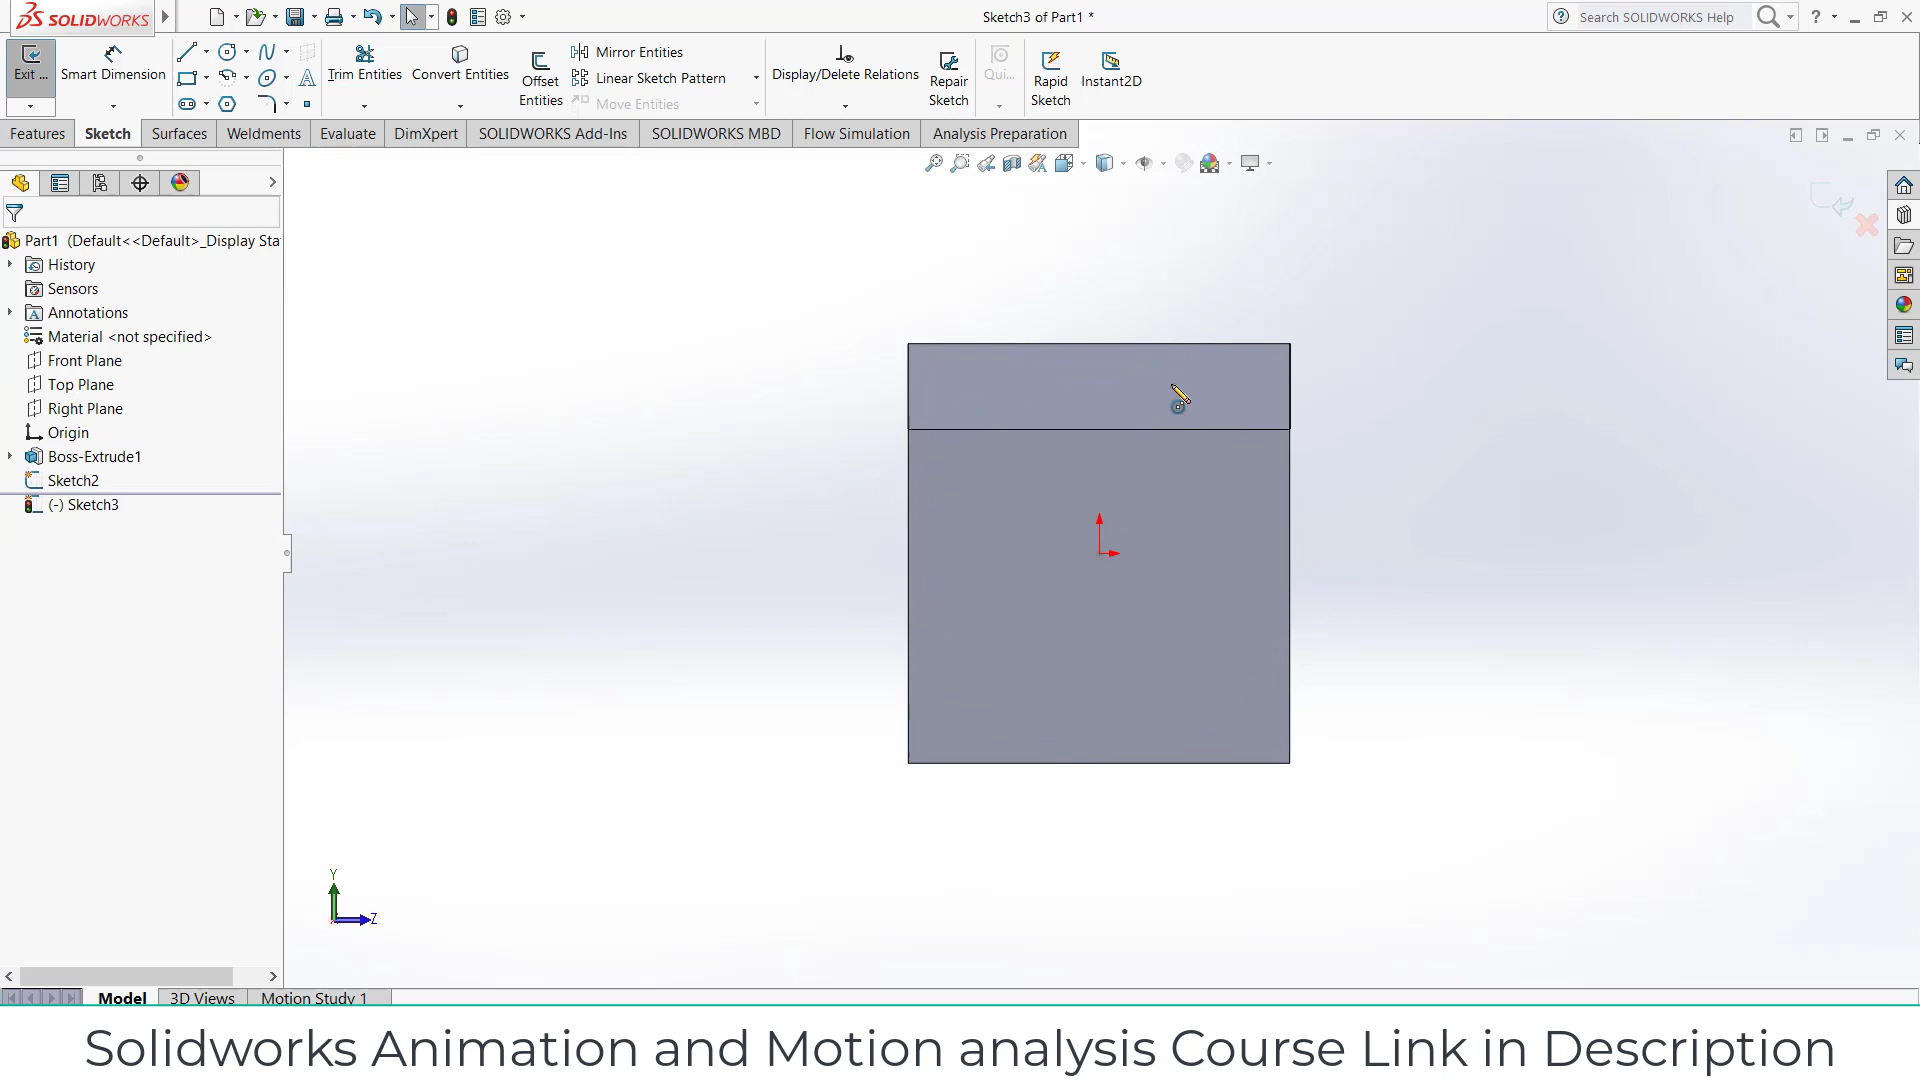 SOLIDWORKS
Sketch3 of Part1 *
Search SOLIDWORKS Help
Exit ...
Smart Dimension
Trim Entities
Convert Entities
Offset Entities
Mirror Entities
Linear Sketch Pattern
Move Entities
Display/Delete Relations
Repair Sketch
Qui...
Rapid Sketch
Instant2D
Features Sketch Surfaces Weldments Evaluate DimXpert SOLIDWORKS Add-Ins SOLIDWORKS MBD Flow Simulation Analysis Preparation
Part1 (Default<<Default>_Display Sta
History
Sensors
Annotations
Material <not specified>
Front Plane
Top Plane
Right Plane
Origin
Boss-Extrude1
Sketch2
(-) Sketch3
Y
Z
Model 3D Views Motion Study 1
Solidworks Animation and Motion analysis Course Link in Description